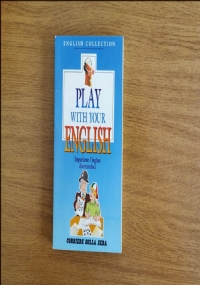 ENGLISH COLLECTION
PLAY
WITH YOUR
ENGLISH
Imparare l'inglese
divertendosi
CORRIERE DELLA SERA